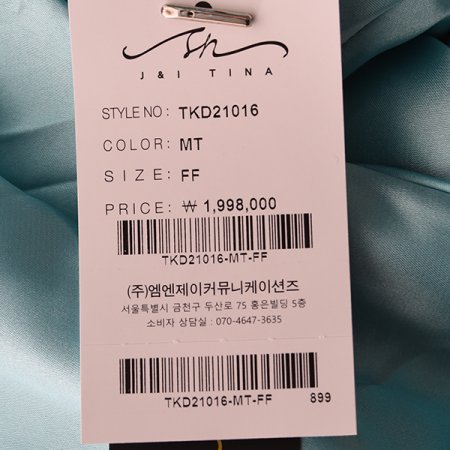 J & I TINA
STYLE NO : TKD21016
COLOR: MT
SIZE: FF
PRICE: ₩ 1,998,000
TKD21016-MT-FF
(주)엠엔제이커뮤니케이션즈
서울특별시 금천구 두산로 75 홍은빌딩 5층
소비자 상담실 : 070-4647-3635
TKD21016-MT-FF 899